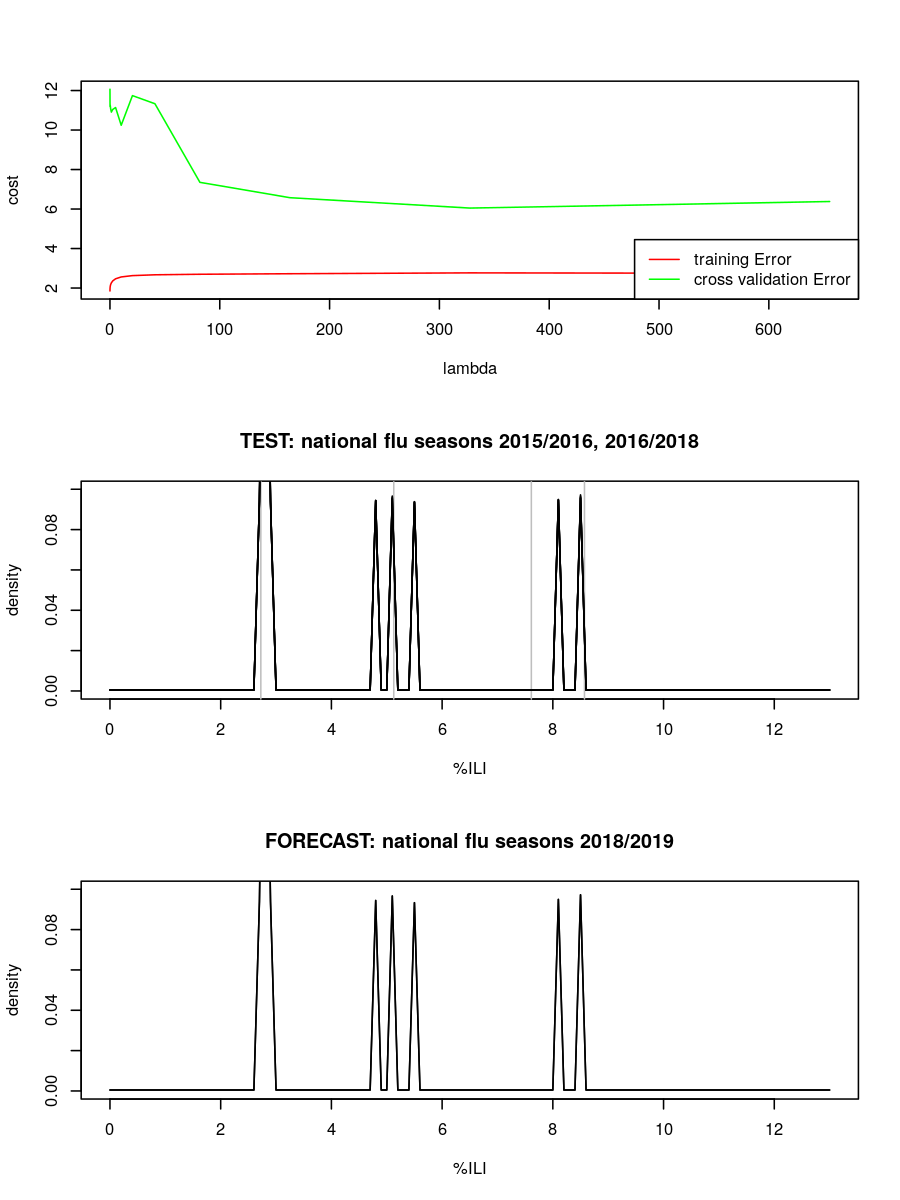 12
10
8
6
4
2
cost
training Error
cross validation Error
0 100 200 300 400 500 600
lambda
TEST: national flu seasons 2015/2016, 2016/2018
0.08
0.04
0.00
density
0 2 4 6 8 10 12
%ILI
FORECAST: national flu seasons 2018/2019
0.08
0.04
0.00
density
0 2 4 6 8 10 12
%ILI